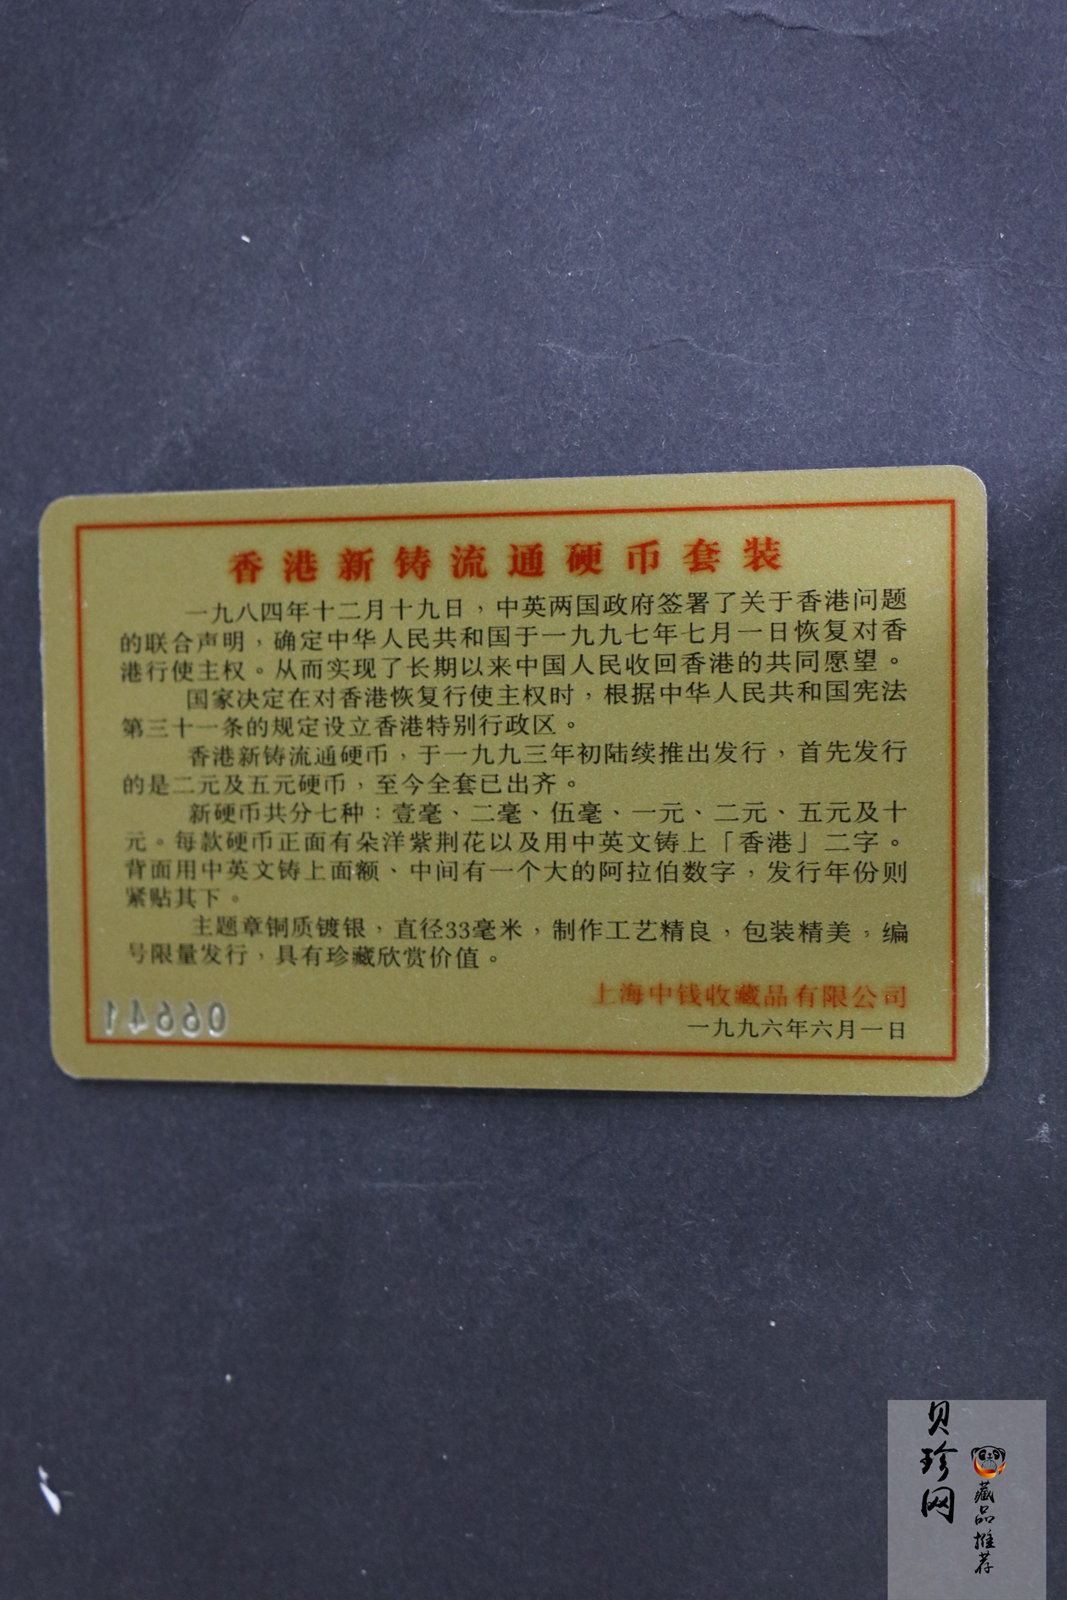 香港新铸流通硬币套装
一九八四年十二月十九日，中英两国政府签署了关于香港问题
的联合声明，确定中华人民共和国于一九九七年七月一日恢复对香
港行使主权。从而实现了长期以来中国人民收回香港的共同愿望。
国家决定在对香港恢复行使主权时，根据中华人民共和国宪法
第三十一条的规定设立香港特别行政区。
香港新铸流通硬币，于一九九三年初陆续推出发行，首先发行
的是二元及五元硬币，至今全套已出齐。
新硬币共分七种：壹毫、二毫、伍毫、一元、二元、五元及十
元。每款硬币正面有朵洋紫荆花以及用中英文铸上「香港」二字。
背面用中英文铸上面额、中间有一个大的阿拉伯数字，发行年份则
紧贴其下。
主题章铜质镀银，直径33毫米，制作工艺精良，包装精美，编
号限量发行，具有珍藏欣赏价值。
上海中钱收藏品有限公司
一九九六年六月一日
06641
贝珍网
藏品推荐